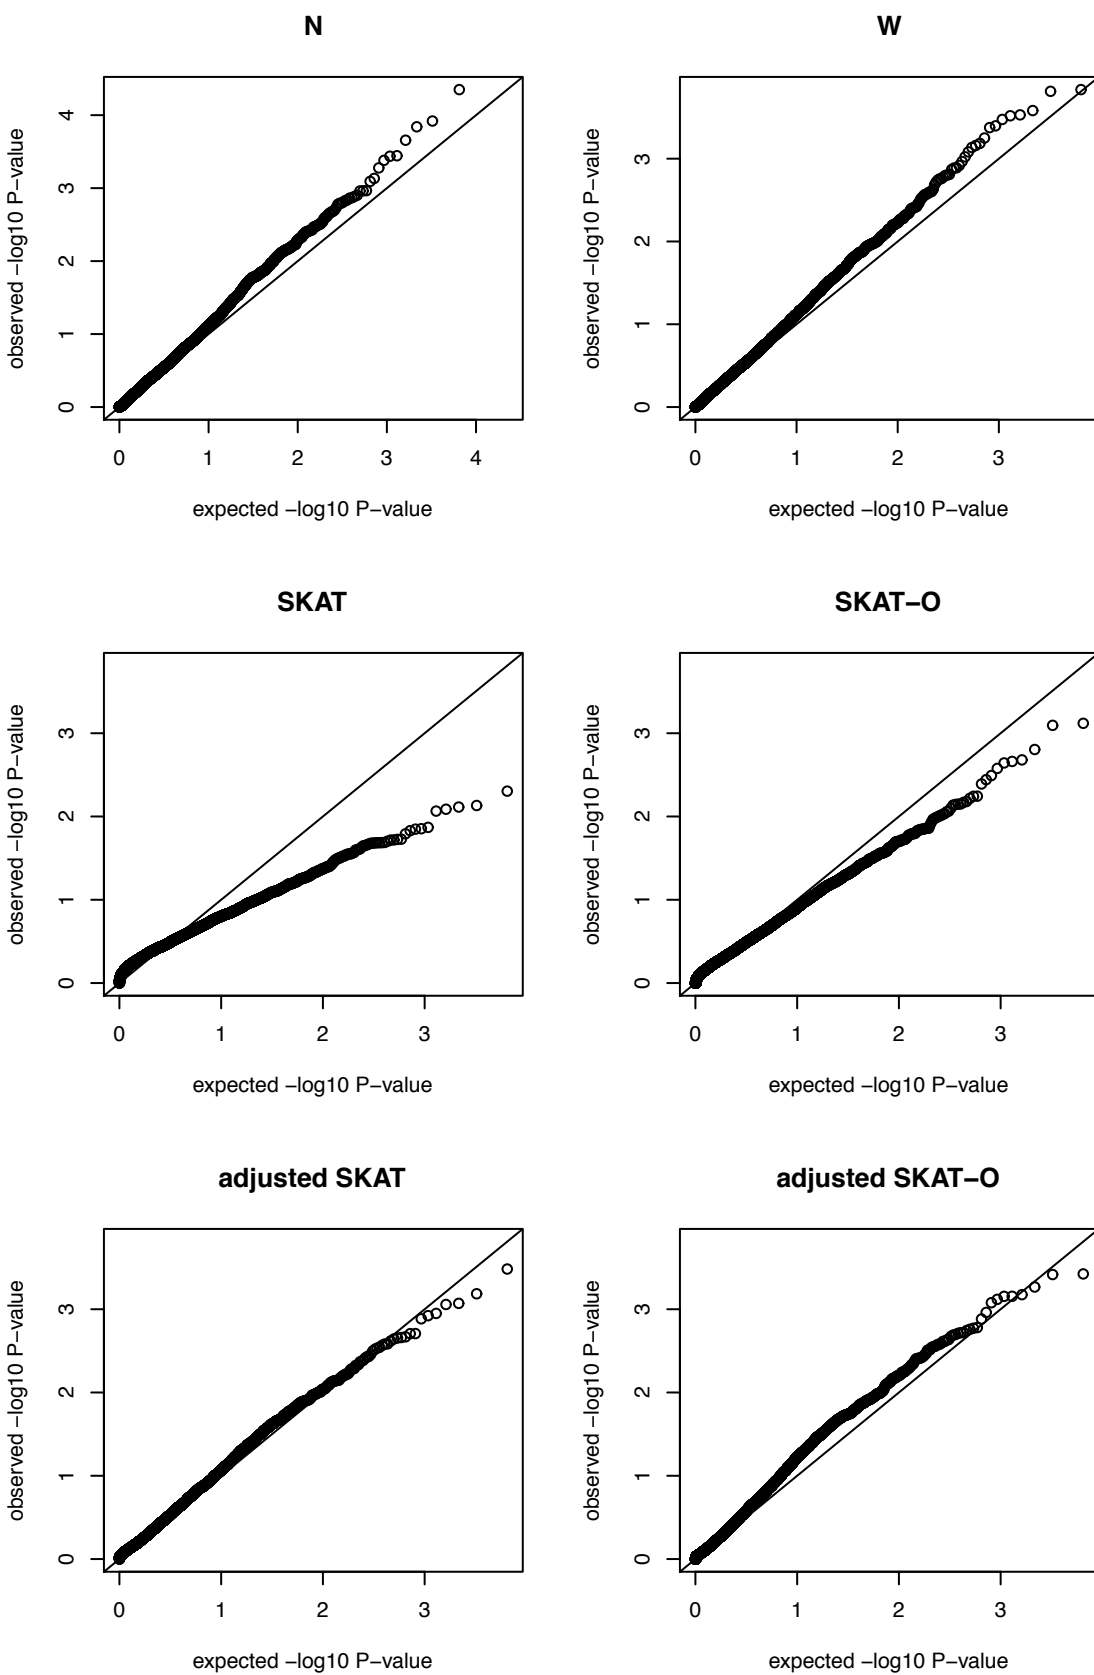 N
observed −log10 P−value
4
3
2
1
0
0 1 2 3 4
expected −log10 P−value
W
observed −log10 P−value
3
2
1
0
0 1 2 3
expected −log10 P−value
SKAT
observed −log10 P−value
3
2
1
0
0 1 2 3
expected −log10 P−value
SKAT−O
observed −log10 P−value
3
2
1
0
0 1 2 3
expected −log10 P−value
adjusted SKAT
observed −log10 P−value
3
2
1
0
0 1 2 3
expected −log10 P−value
adjusted SKAT−O
observed −log10 P−value
3
2
1
0
0 1 2 3
expected −log10 P−value